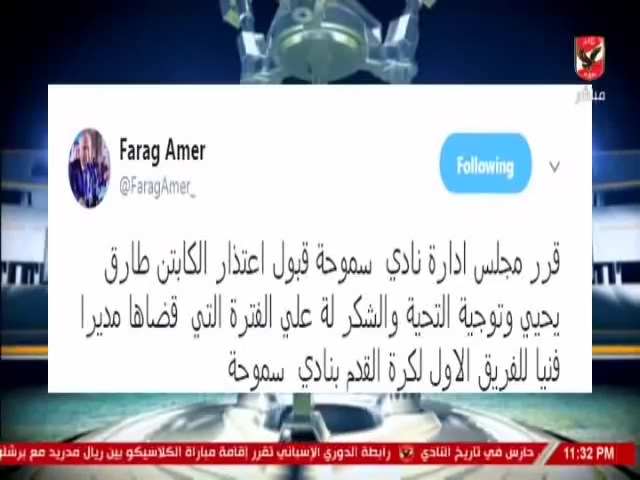 مباشر
Farag Amer
@FaragAmer_
Following
قرر مجلس ادارة نادي سموحة قبول اعتذار الكابتن طارق
يحيي وتوجية التحية والشكر لة علي الفترة التي قضاها مديرا
فنيا للفريق الاول لكرة القدم بنادي سموحة
حارس في تاريخ النادي رابطة الدوري الإسباني تقرر إقامة مباراة الكلاسيكو بين ريال مدريد مع برشلو
11:32 PM